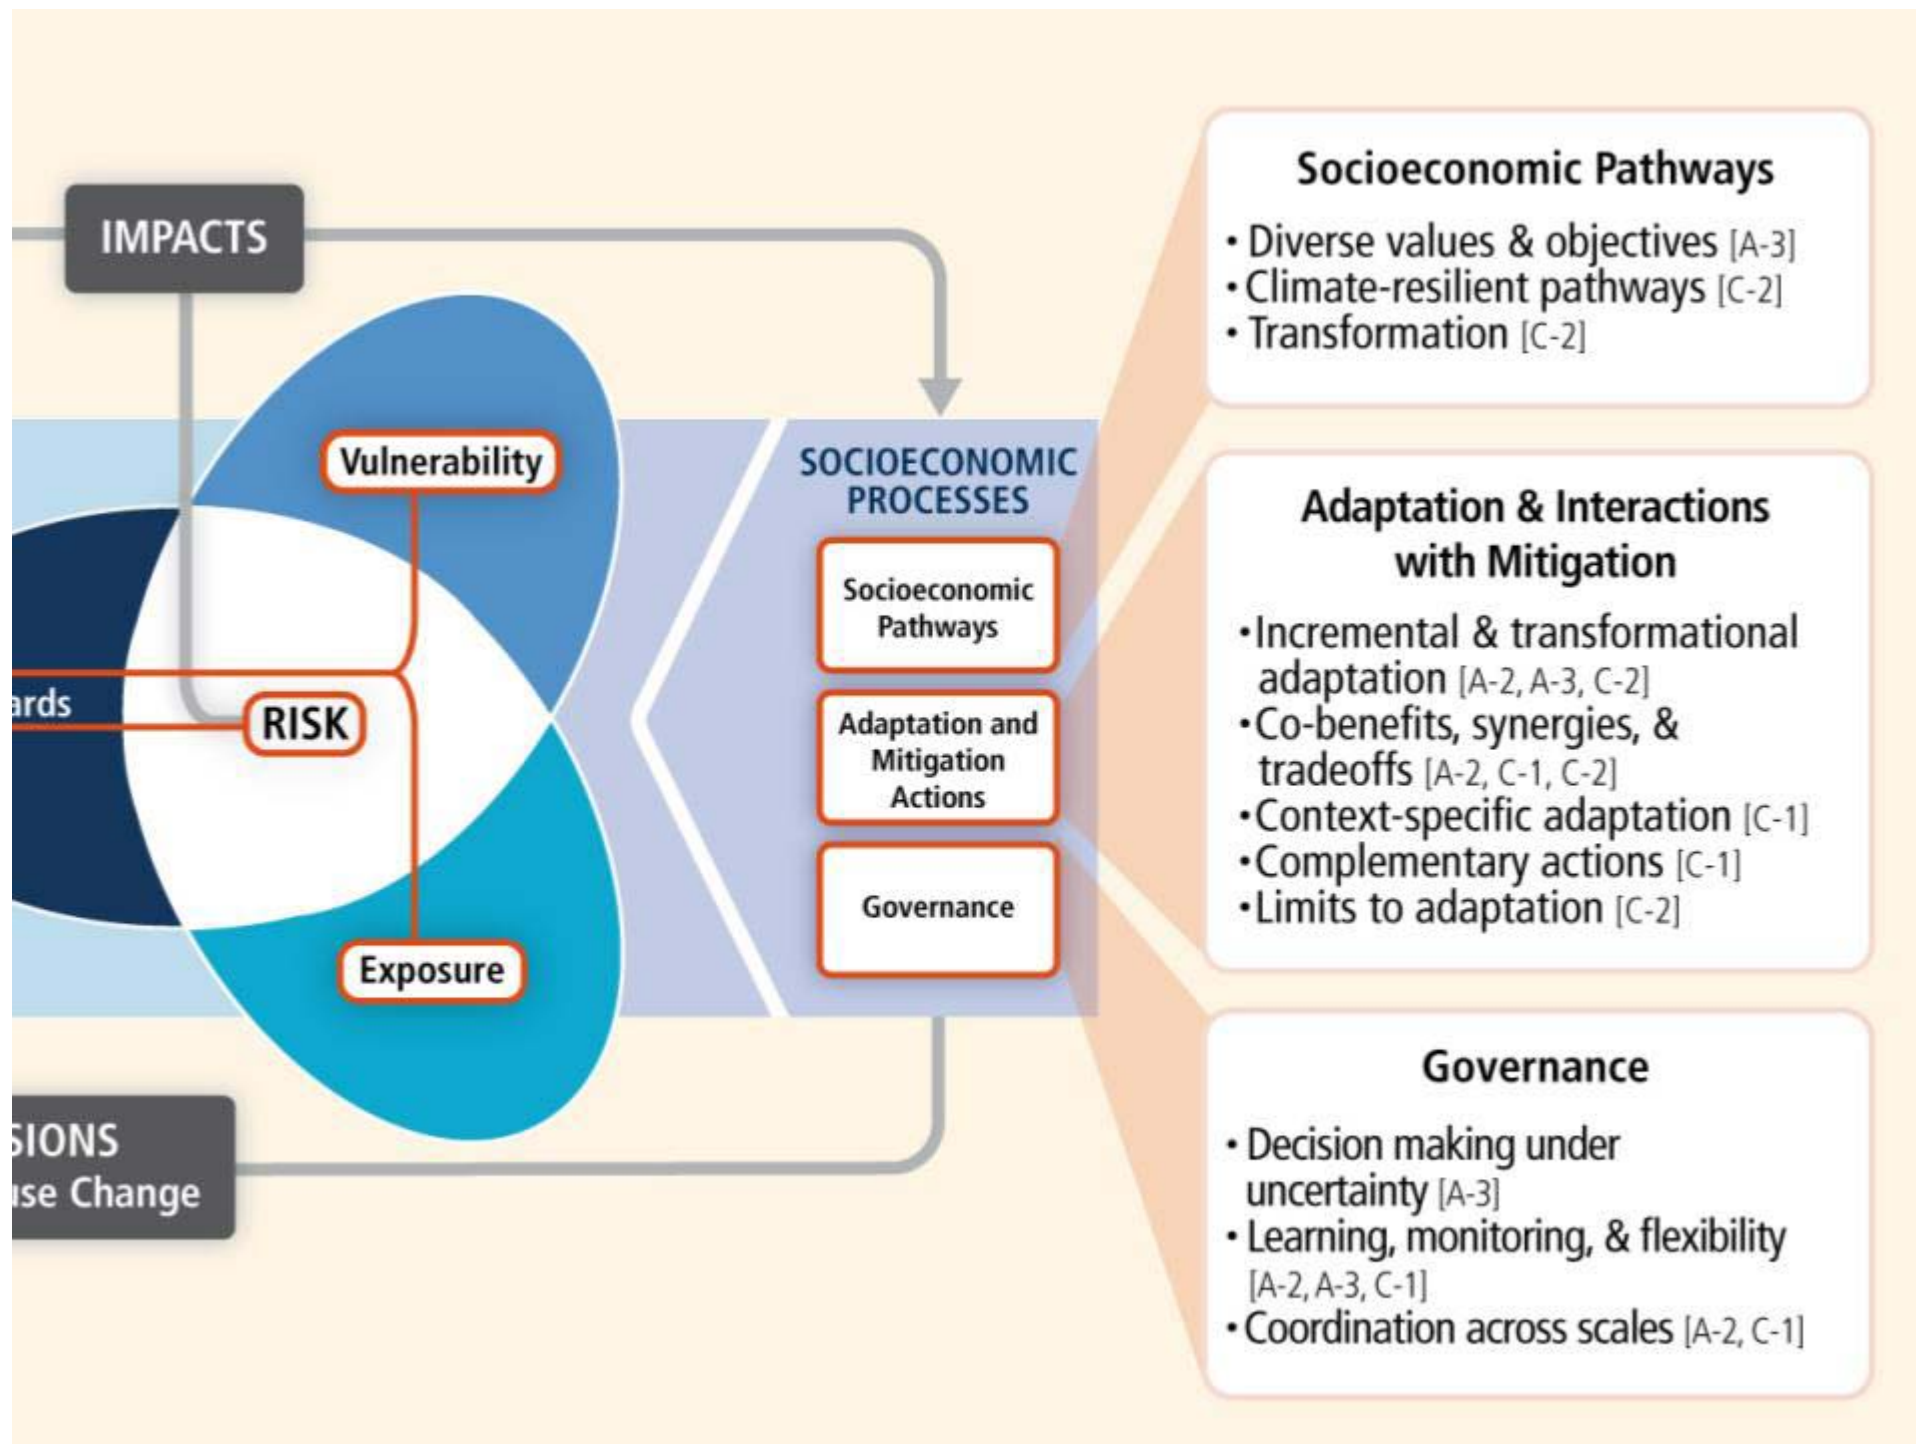 IMPACTS
Vulnerability
ards
RISK
Exposure
SIONS
use Change
SOCIOECONOMIC
PROCESSES
Socioeconomic
Pathways
Adaptation and
Mitigation
Actions
Governance
Socioeconomic Pathways
• Diverse values & objectives [A-3]
• Climate-resilient pathways [C-2]
• Transformation [C-2]
Adaptation & Interactions
with Mitigation
• Incremental & transformational
adaptation [A-2, A-3, C-2]
• Co-benefits, synergies, &
tradeoffs [A-2, C-1, C-2]
• Context-specific adaptation [C-1]
• Complementary actions [C-1]
• Limits to adaptation [C-2]
Governance
• Decision making under
uncertainty [A-3]
• Learning, monitoring, & flexibility
[A-2, A-3, C-1]
• Coordination across scales [A-2, C-1]